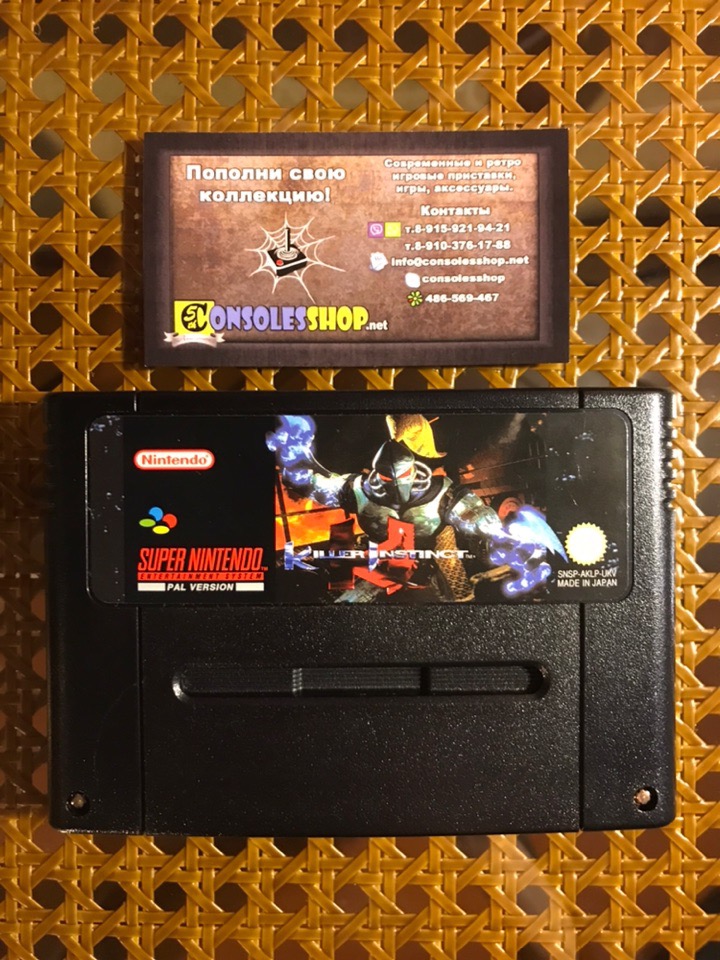 Пополни свою
коллекцию!
Современные и ретро
игровые приставки,
игры, аксессуары.
Контакты
т.8-915-921-94-21
т.8-910-376-17-88
info@consolesshop.net
consolesshop
486-569-467
CONSOLESSHOP.net
Nintendo
SUPER NINTENDO
ENTERTAINMENT SYSTEM
PAL VERSION
KILLER INSTINCT™
SNSP-AKLP-UKV
MADE IN JAPAN